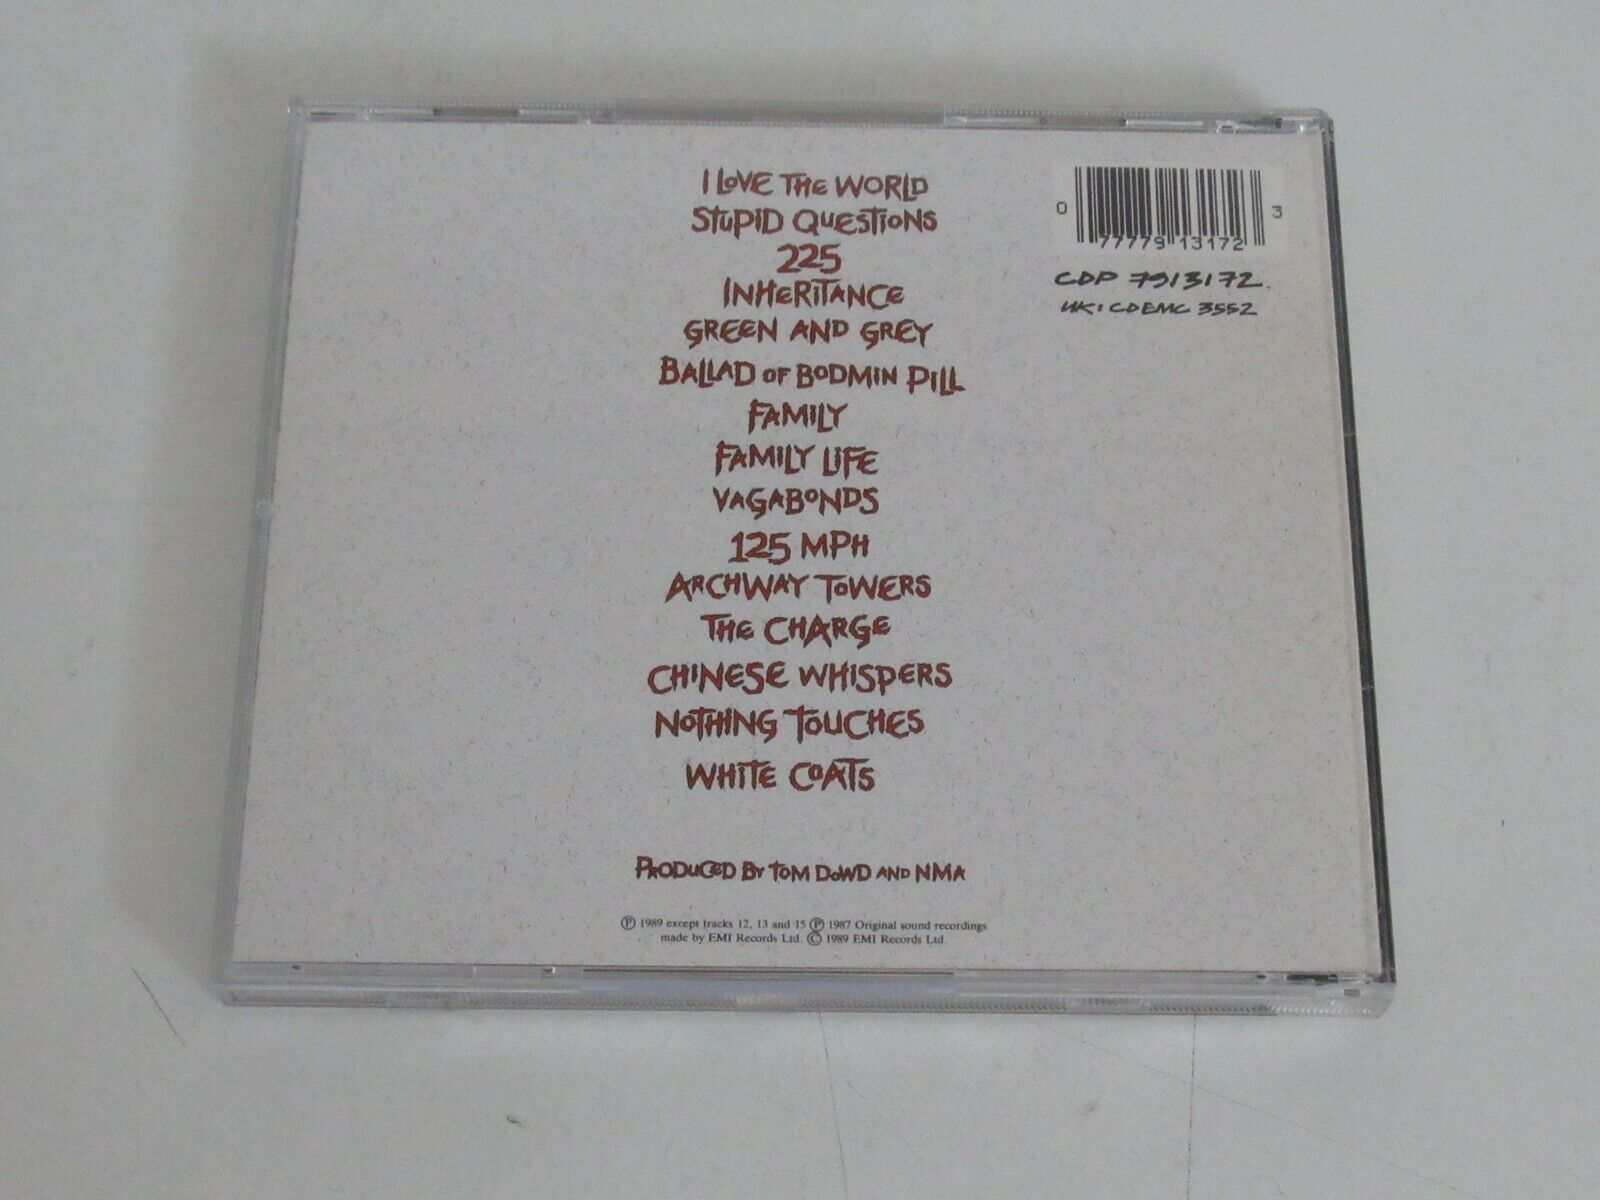 I LOVE THE WORLD
STUPID QUESTIONS
225
INHERITANCE
GREEN AND GREY
BALLAD OF BODMIN PILL
FAMILY
FAMILY LIFE
VAGABONDS
125 MPH
ARCHWAY TOWERS
THE CHARGE
CHINESE WHISPERS
NOTHING TOUCHES
WHITE COATS
PRODUCED BY TOM DOWD AND NMA
Ⓟ 1989 except tracks 12, 13 and 15 Ⓟ 1987 Original sound recordings
made by EMI Records Ltd. © 1989 EMI Records Ltd.
0 77779 13172 3
CDP 7913172
UK: CDEMC 3552